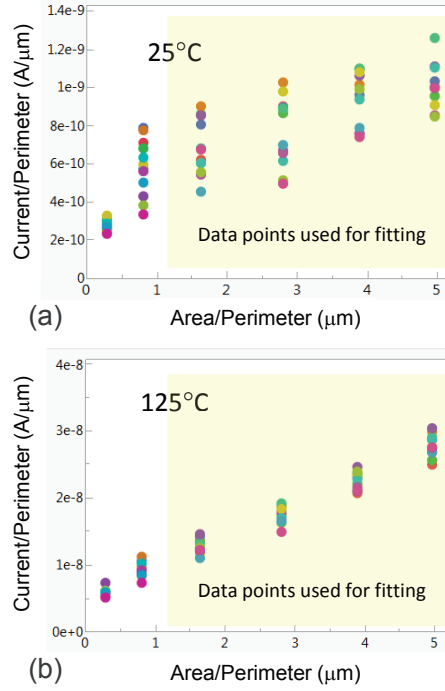 1.4e-9
1.2e-9
1e-9
8e-10
6e-10
4e-10
2e-10
0
Current/Perimeter (A/μm)
25°C
Data points used for fitting
0 1 2 3 4 5
(a)
Area/Perimeter (μm)
4e-8
3e-8
2e-8
1e-8
0e+0
Current/Perimeter (A/μm)
125°C
Data points used for fitting
0 1 2 3 4 5
(b)
Area/Perimeter (μm)